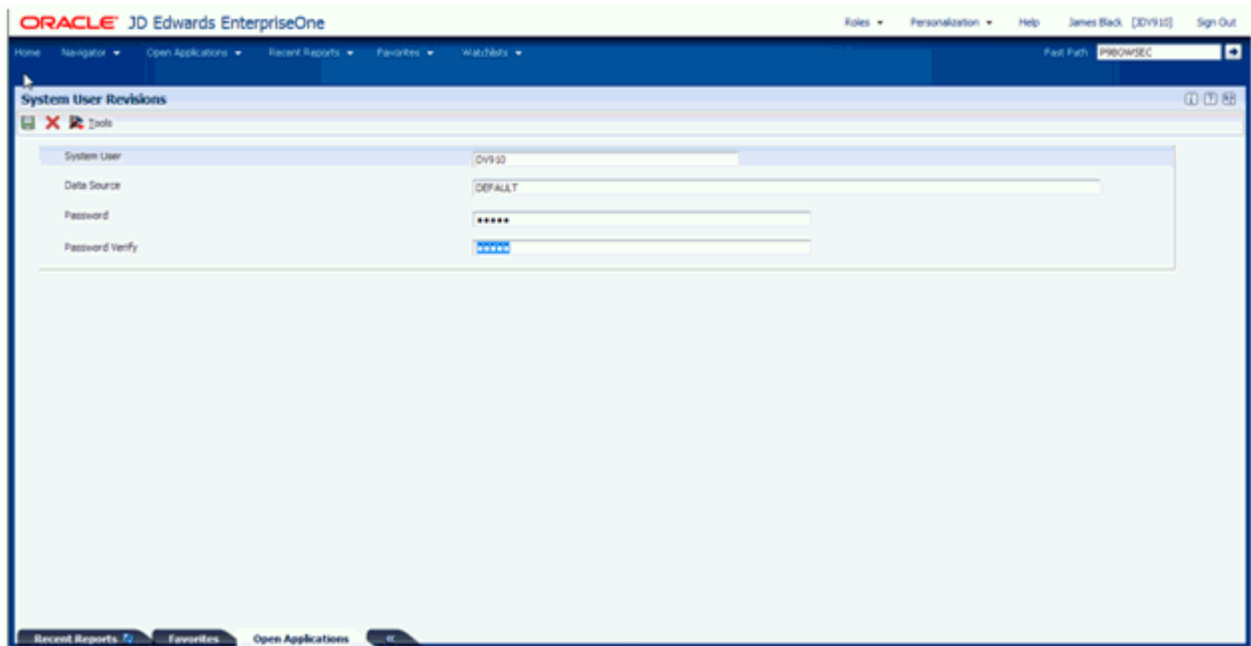 ORACLE JD Edwards EnterpriseOne Roles Personalization Help James Black [JDV910] Sign Out
Home Navigator Open Applications Recent Reports Favorites Watchlists Fast Path P98OWSEC
System User Revisions
Tools
System User DV910
Data Source DEFAULT
Password •••••
Password Verify •••••
Recent Reports Favorites Open Applications «